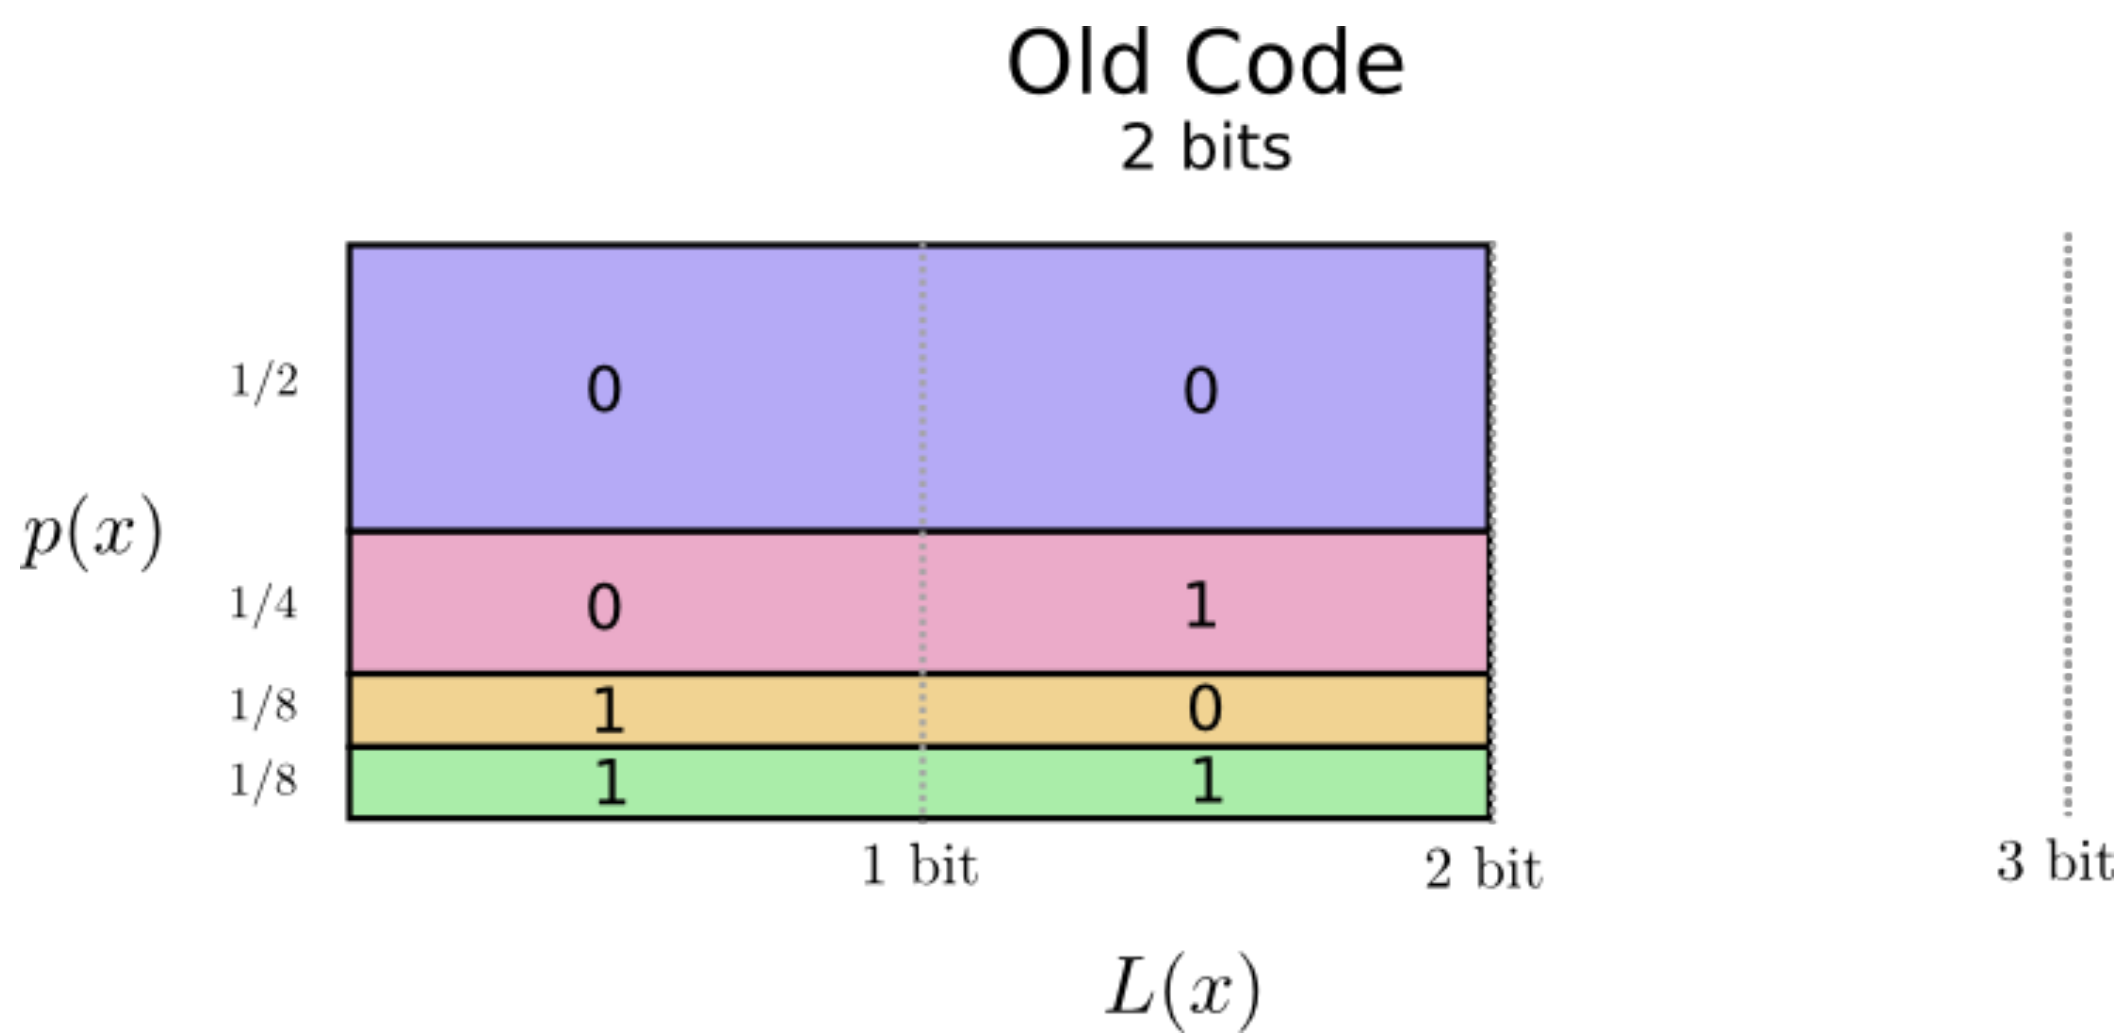 Old Code
2 bits
1/2 0 0
p(x)
1/4 0 1
1/8 1 0
1/8 1 1
1 bit 2 bit 3 bit
L(x)